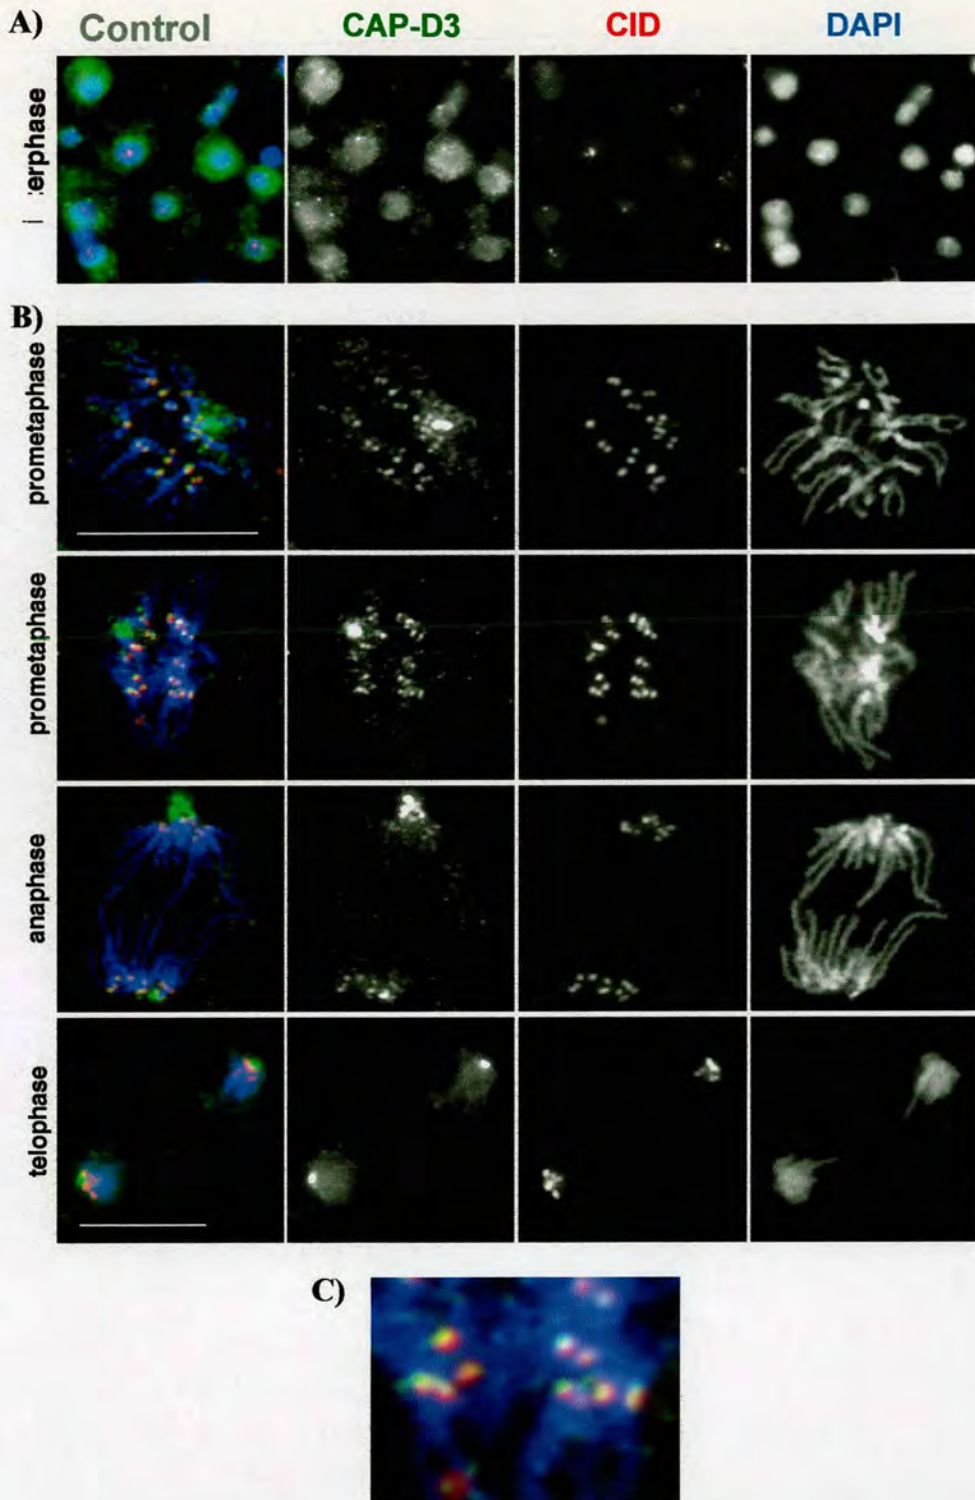 A) Control CAP-D3 CID DAPI
:erphase
B)
prometaphase
prometaphase
anaphase
telophase
C)